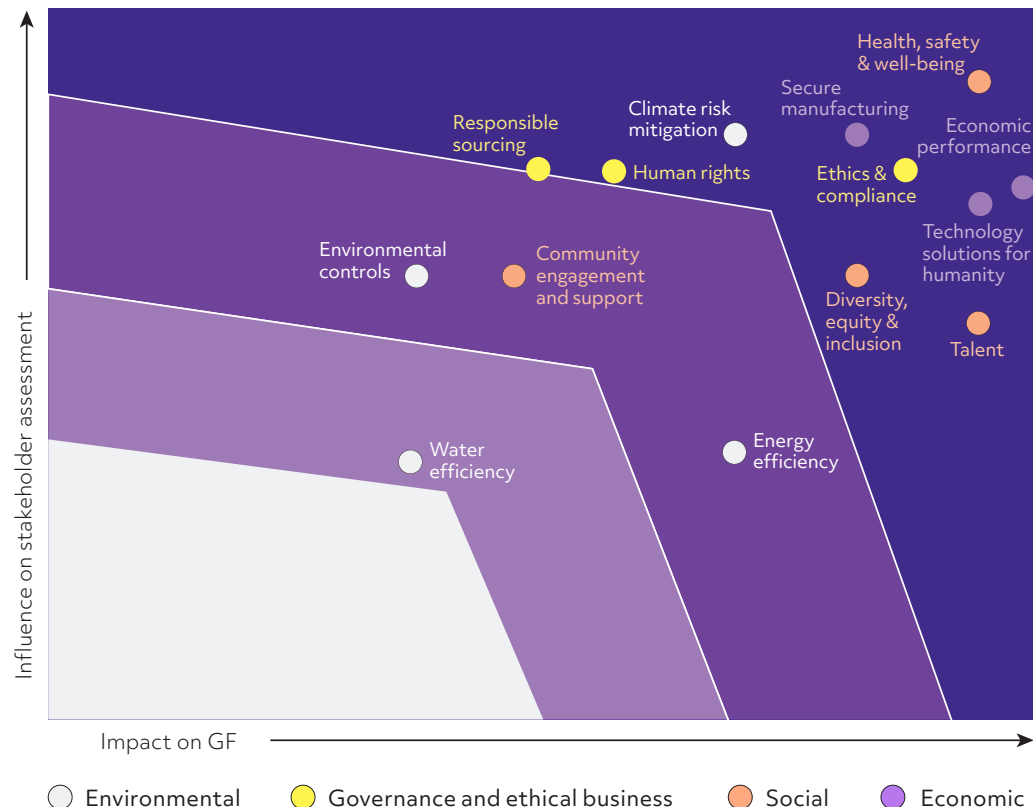 Health, safety
& well-being
Secure
manufacturing
Climate risk
mitigation
Economic
performance
Responsible
sourcing
Human rights
Ethics &
compliance
Technology
solutions for
humanity
Environmental
controls
Community
engagement
and support
Diversity,
equity &
inclusion
Talent
Water
efficiency
Energy
efficiency
Influence on stakeholder assessment
Impact on GF
Environmental
Governance and ethical business
Social
Economic